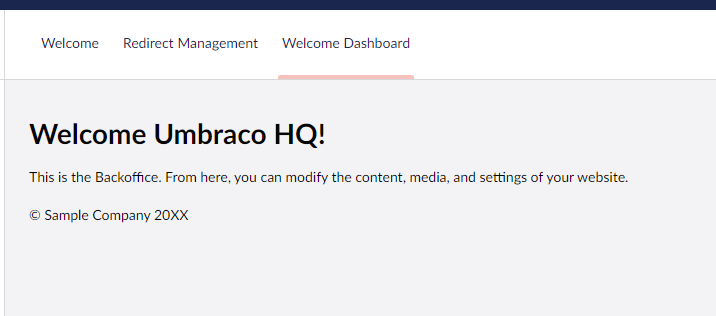 Welcome Redirect Management Welcome Dashboard
Welcome Umbraco HQ!
This is the Backoffice. From here, you can modify the content, media, and settings of your website.
© Sample Company 20XX